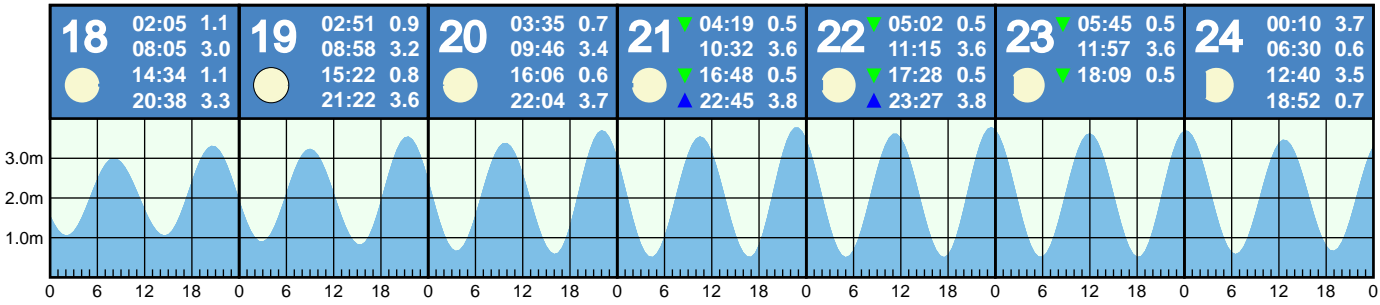 18 02:05 1.1
08:05 3.0
14:34 1.1
20:38 3.3
19 02:51 0.9
08:58 3.2
15:22 0.8
21:22 3.6
20 03:35 0.7
09:46 3.4
16:06 0.6
22:04 3.7
21 ▼ 04:19 0.5
10:32 3.6
▼ 16:48 0.5
▲ 22:45 3.8
22 ▼ 05:02 0.5
11:15 3.6
▼ 17:28 0.5
▲ 23:27 3.8
23 ▼ 05:45 0.5
11:57 3.6
▼ 18:09 0.5
24 00:10 3.7
06:30 0.6
12:40 3.5
18:52 0.7
3.0m
2.0m
1.0m
0 6 12 18 0 6 12 18 0 6 12 18 0 6 12 18 0 6 12 18 0 6 12 18 0 6 12 18 0